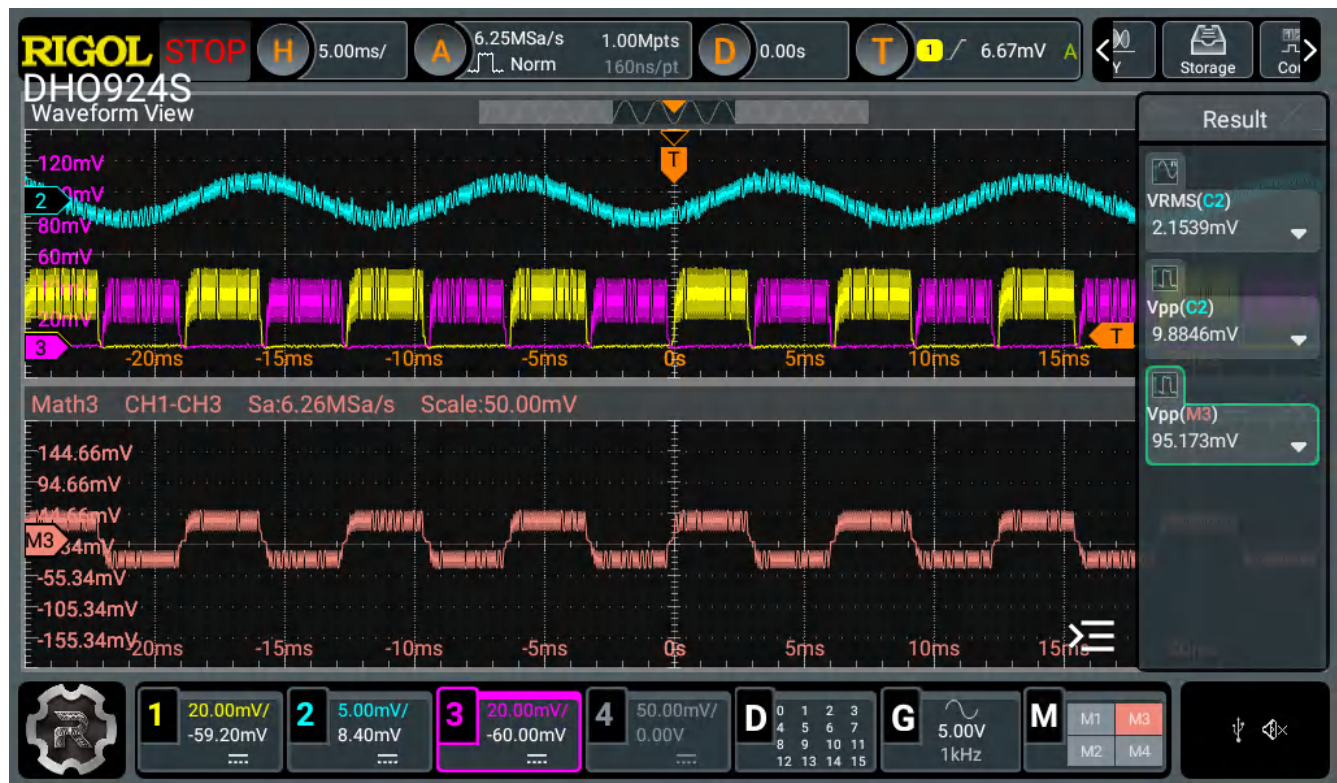 RIGOL STOP H 5.00ms/ A 6.25MSa/s 1.00Mpts D 0.00s T 1 6.67mV A
Norm 160ns/pt Storage
DHO924S
Waveform View Result
120mV
T
2
80mV
60mV
20mV
3
T
-20ms -15ms -10ms -5ms 0s 5ms 10ms 15ms
VRMS(C2)
2.1539mV
Vpp(C2)
9.8846mV
Vpp(M3)
95.173mV
Math3 CH1-CH3 Sa:6.26MSa/s Scale:50.00mV
144.66mV
94.66mV
M3
-55.34mV
-105.34mV
-155.34mV
-15ms -10ms -5ms 0s 5ms 10ms
1 20.00mV/ 2 5.00mV/ 3 20.00mV/ 4 50.00mV/ D 0 1 2 3 G M M1 M3
-59.20mV 8.40mV -60.00mV 0.00V 4 5 6 7 5.00V M2 M4
8 9 10 11 1kHz
12 13 14 15